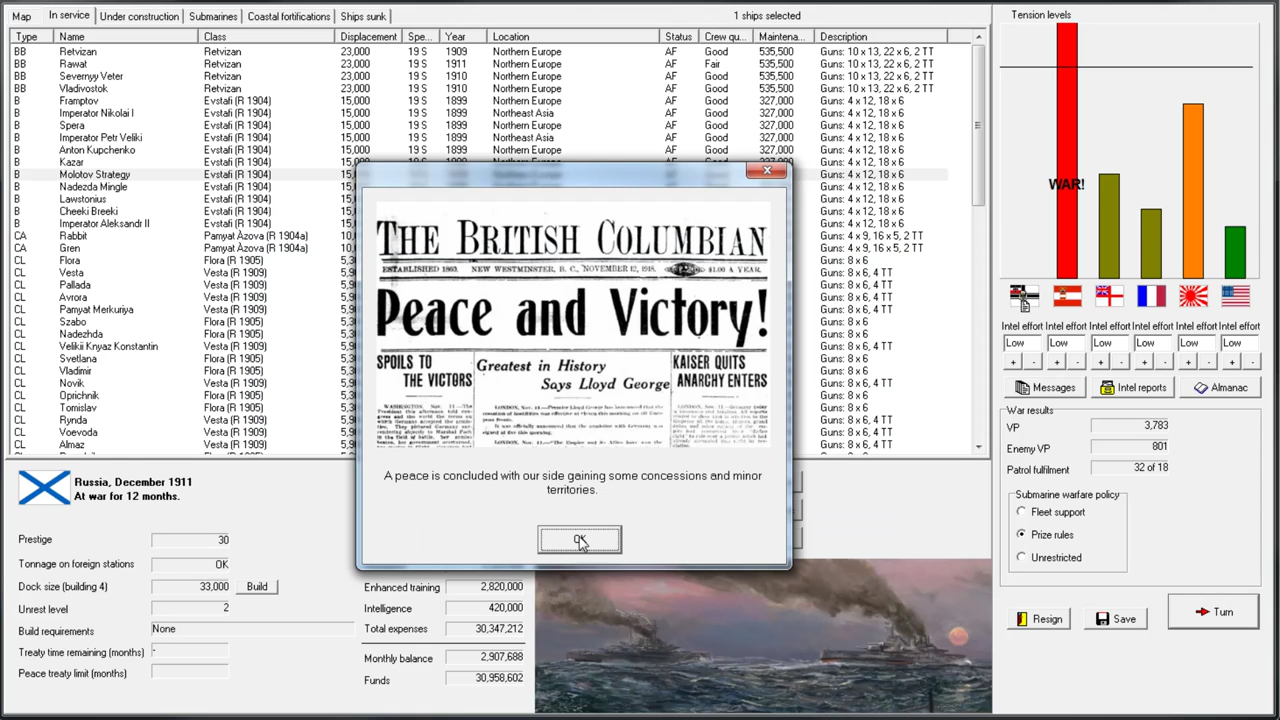 Map In service Under construction Submarines Coastal fortifications Ships sunk 1 ships selected
Type Name Class Displacement Spe... Location Status Crew qu... Year Maintena... Description
BB Retvizan Retvizan 23,000 19 S 1909 Northern Europe AF Good 535,500 Guns: 10 x 13, 22 x 6, 2 TT
BB Rawat Retvizan 23,000 19 S 1911 Northern Europe AF Fair 535,500 Guns: 10 x 13, 22 x 6, 2 TT
BB Severnyy Veter Retvizan 23,000 19 S 1910 Northern Europe AF Good 535,500 Guns: 10 x 13, 22 x 6, 2 TT
BB Vladivostok Retvizan 23,000 19 S 1910 Northern Europe AF Good 535,500 Guns: 10 x 13, 22 x 6, 2 TT
B Framptov Evstafi (R 1904) 15,000 19 S 1899 Northern Europe AF Good 327,000 Guns: 4 x 12, 18 x 6
B Imperator Nikolai I Evstafi (R 1904) 15,000 19 S 1899 Northeast Asia AF Good 327,000 Guns: 4 x 12, 18 x 6
B Spera Evstafi (R 1904) 15,000 19 S 1899 Northern Europe AF Good 327,000 Guns: 4 x 12, 18 x 6
B Imperator Petr Veliki Evstafi (R 1904) 15,000 19 S 1899 Northeast Asia AF Good 327,000 Guns: 4 x 12, 18 x 6
B Anton Kupchenko Evstafi (R 1904) 15,000 19 S 1899 Northern Europe AF Good 327,000 Guns: 4 x 12, 18 x 6
B Kazar Evstafi (R 1904) Guns: 4 x 12, 18 x 6
B Molotov Strategy Evstafi (R 1904) Guns: 4 x 12, 18 x 6
B Nadezda Mingle Evstafi (R 1904) Guns: 4 x 12, 18 x 6
B Lawstonius Evstafi (R 1904) Guns: 4 x 12, 18 x 6
B Cheeki Breeki Evstafi (R 1904) Guns: 4 x 12, 18 x 6
B Imperator Aleksandr II Evstafi (R 1904) Guns: 4 x 12, 18 x 6
CA Rabbit Pamyat Azova (R 1904a) Guns: 4 x 9, 16 x 5, 2 TT
CA Gren Pamyat Azova (R 1904a) Guns: 4 x 9, 16 x 5, 2 TT
CL Flora Flora (R 1905) Guns: 8 x 6
CL Vesta Vesta (R 1909) Guns: 8 x 6, 4 TT
CL Pallada Vesta (R 1909) Guns: 8 x 6, 4 TT
CL Avrora Vesta (R 1909) Guns: 8 x 6, 4 TT
CL Pamyat Merkuriya Vesta (R 1909) Guns: 8 x 6, 4 TT
CL Szabo Flora (R 1905) Guns: 8 x 6
CL Nadezhda Flora (R 1905) Guns: 8 x 6
CL Velikii Knyaz Konstantin Vesta (R 1909) Guns: 8 x 6, 4 TT
CL Svetlana Flora (R 1905) Guns: 8 x 6
CL Vladimir Flora (R 1905) Guns: 8 x 6
CL Novik Vesta (R 1909) Guns: 8 x 6, 4 TT
CL Oprichnik Flora (R 1905) Guns: 8 x 6
CL Tomislav Flora (R 1905) Guns: 8 x 6
CL Rynda Vesta (R 1909) Guns: 8 x 6, 4 TT
CL Voevoda Vesta (R 1909) Guns: 8 x 6, 4 TT
CL Almaz Vesta (R 1909) Guns: 8 x 6, 4 TT
THE BRITISH COLUMBIAN
ESTABLISHED 1860. NEW WESTMINSTER, B. C., NOVEMBER 12, 1918. $1.00 A YEAR.
Peace and Victory!
SPOILS TO
THE VICTORS
Greatest in History
Says Lloyd George
KAISER QUITS
ANARCHY ENTERS
A peace is concluded with our side gaining some concessions and minor
territories.
OK
Russia, December 1911
At war for 12 months.
Prestige 30
Tonnage on foreign stations OK
Dock size (building 4) 33,000 Build
Unrest level 2
Build requirements None
Treaty time remaining (months) -
Peace treaty limit (months)
Enhanced training 2,820,000
Intelligence 420,000
Total expenses 30,347,212
Monthly balance 2,907,688
Funds 30,958,602
Tension levels
WAR!
Intel effort Intel effort Intel effort Intel effort Intel effort Intel effort
Low Low Low Low Low Low
+ - + - + - + - + - + -
Messages Intel reports Almanac
War results
VP 3,783
Enemy VP 801
Patrol fulfilment 32 of 18
Submarine warfare policy
Fleet support
Prize rules
Unrestricted
Resign Save Turn